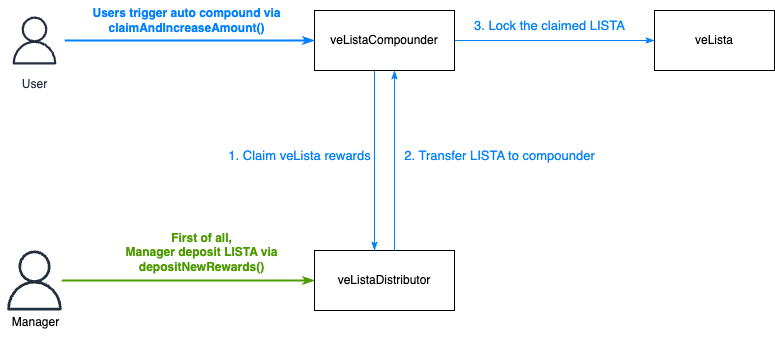 Users trigger auto compound via
claimAndIncreaseAmount()
User
veListaCompounder
3. Lock the claimed LISTA
veLista
1. Claim veLista rewards
2. Transfer LISTA to compounder
First of all,
Manager deposit LISTA via
depositNewRewards()
Manager
veListaDistributor